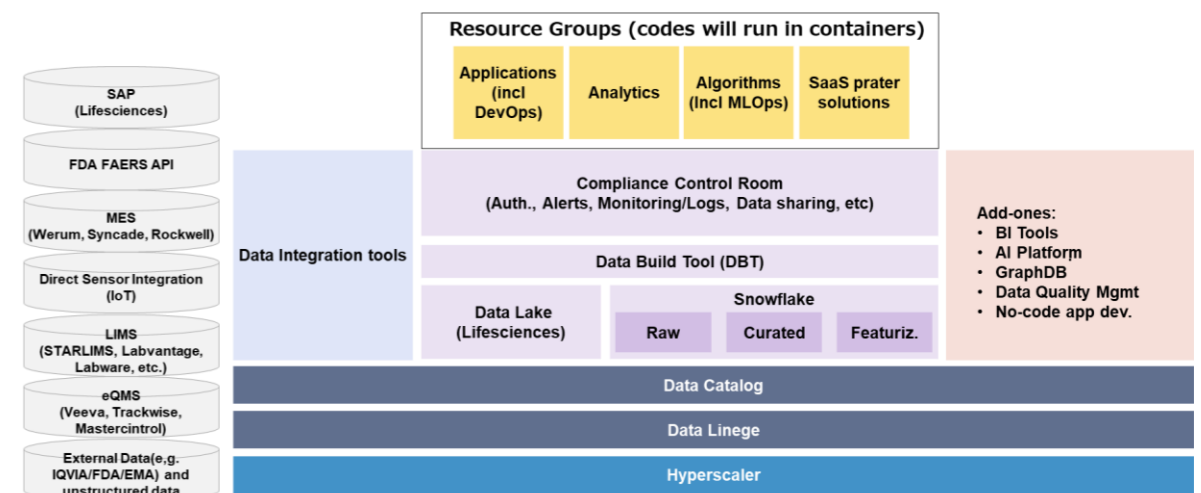 Resource Groups (codes will run in containers)
Applications
(incl
DevOps)
Analytics
Algorithms
(Incl MLOps)
SaaS prater
solutions
SAP
(Lifesciences)
FDA FAERS API
MES
(Werum, Syncade, Rockwell)
Direct Sensor Integration
(IoT)
LIMS
(STARLIMS, Labvantage,
Labware, etc.)
eQMS
(Veeva, Trackwise,
Mastercintrol)
External Data(e,g.
IQVIA/FDA/EMA) and
unstructured data
Data Integration tools
Compliance Control Room
(Auth., Alerts, Monitoring/Logs, Data sharing, etc)
Data Build Tool (DBT)
Data Lake
(Lifesciences)
Snowflake
Raw
Curated
Featuriz.
Add-ones:
• BI Tools
• AI Platform
• GraphDB
• Data Quality Mgmt
• No-code app dev.
Data Catalog
Data Linege
Hyperscaler